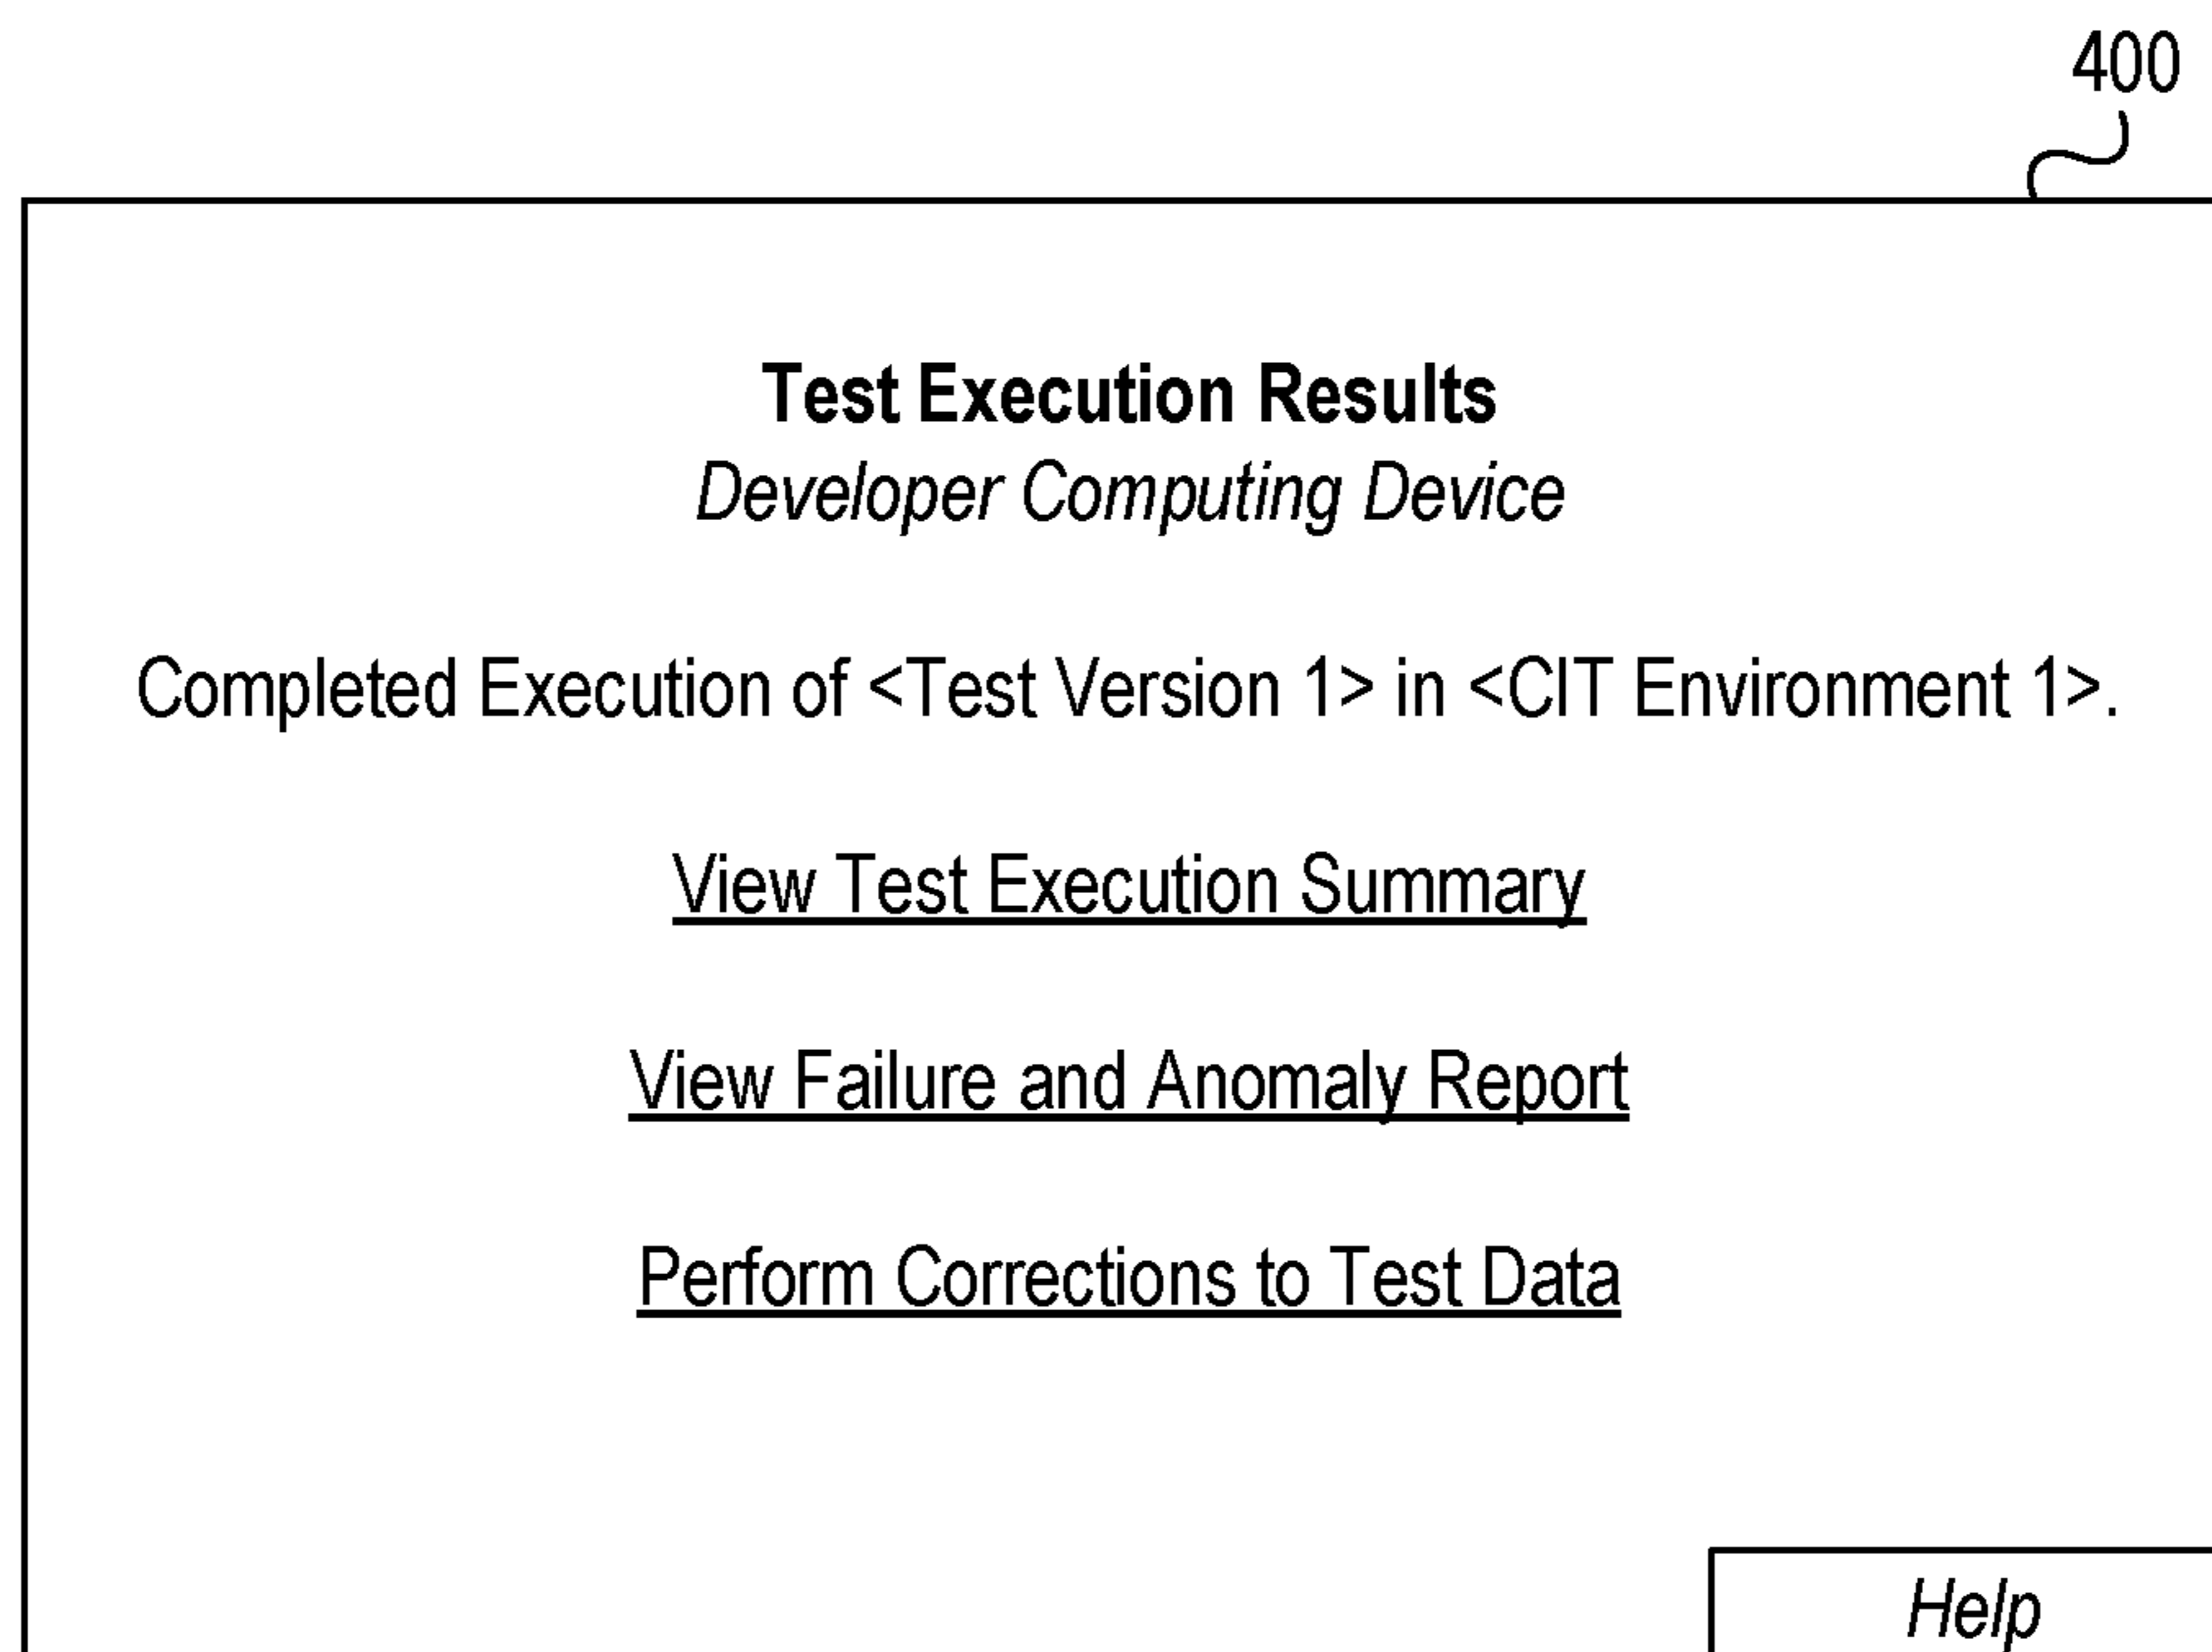 400
Test Execution Results
Developer Computing Device
Completed Execution of <Test Version 1> in <CIT Environment 1>.
View Test Execution Summary
View Failure and Anomaly Report
Perform Corrections to Test Data
Help